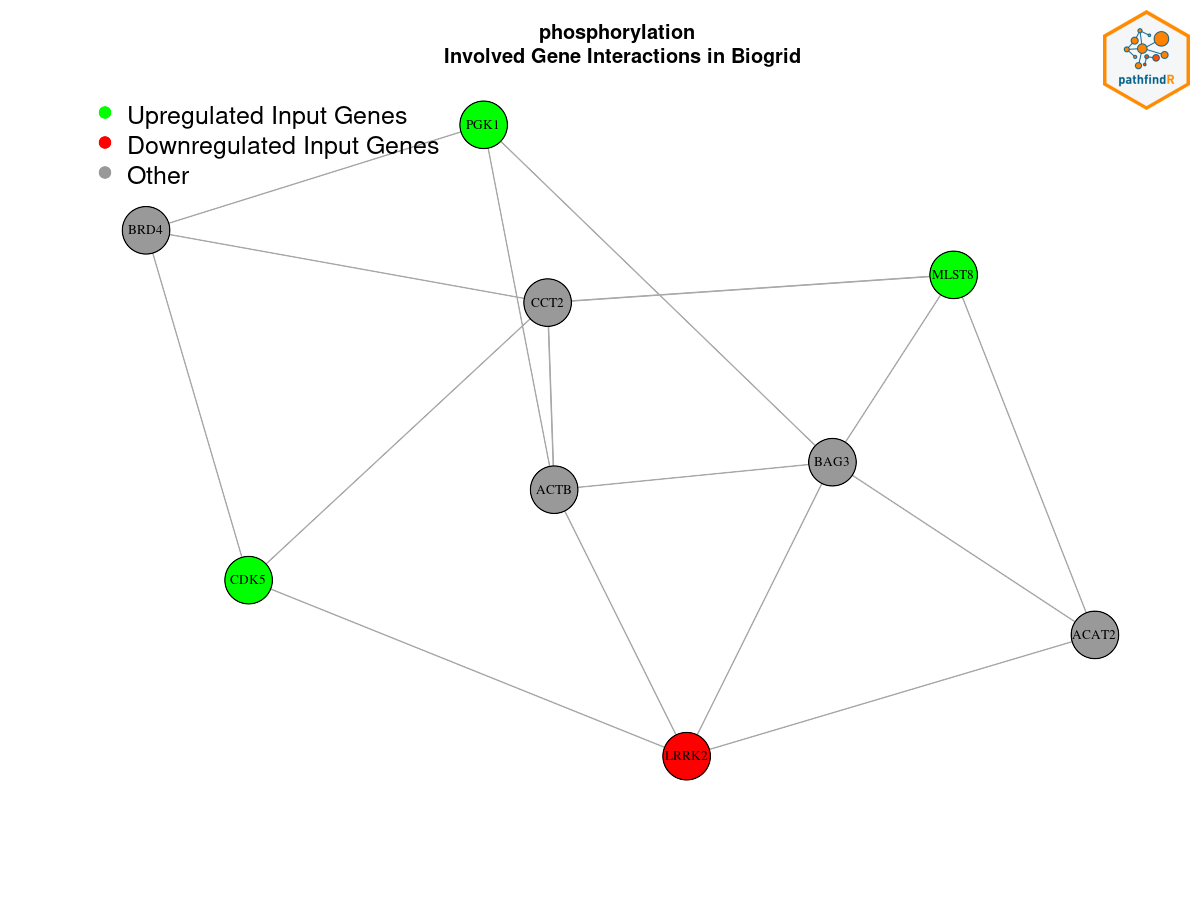 phosphorylation
Involved Gene Interactions in Biogrid
pathfindR
Upregulated Input Genes
Downregulated Input Genes
Other
PGK1
BRD4
MLST8
CCT2
BAG3
ACTB
CDK5
ACAT2
LRRK2